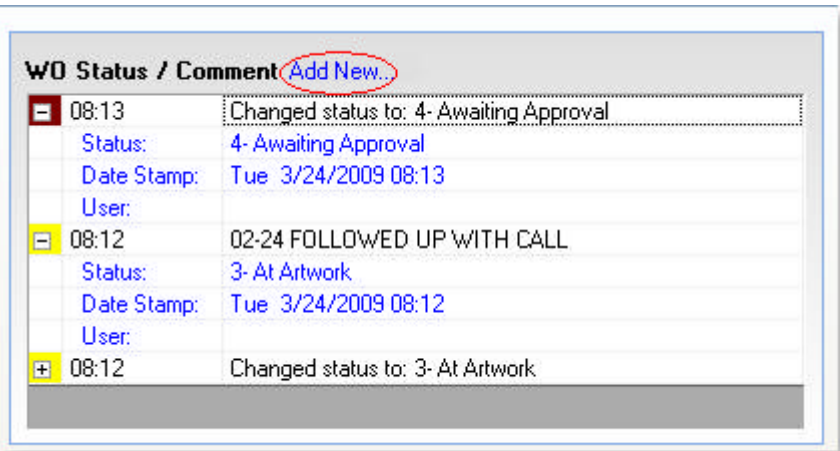 WO Status / Comment Add New...
08:13 Changed status to: 4- Awaiting Approval
Status: 4- Awaiting Approval
Date Stamp: Tue 3/24/2009 08:13
User:
08:12 02-24 FOLLOWED UP WITH CALL
Status: 3- At Artwork
Date Stamp: Tue 3/24/2009 08:12
User:
08:12 Changed status to: 3- At Artwork